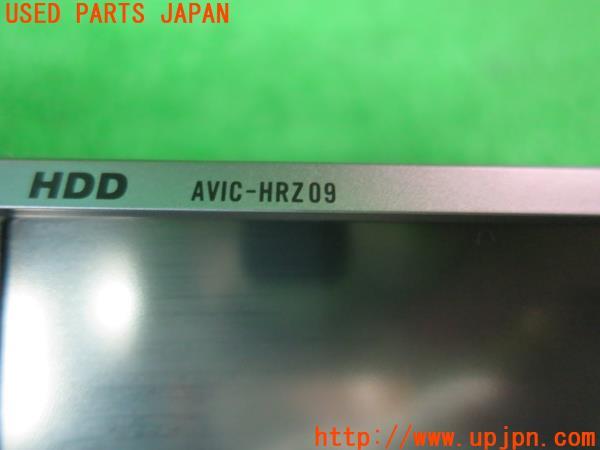 USED PARTS JAPAN
HDD AVIC-HRZ09
http://www.upjpn.com/